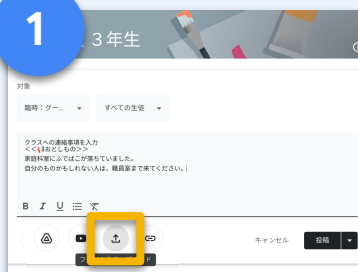 1
３年生
対象
臨時：グー...
すべての生徒
クラスへの連絡事項を入力
<<おとしもの>>
家庭科室にふでばこが落ちていました。
自分のものかもしれない人は、職員室まで来てください。
B I U
キャンセル
投稿